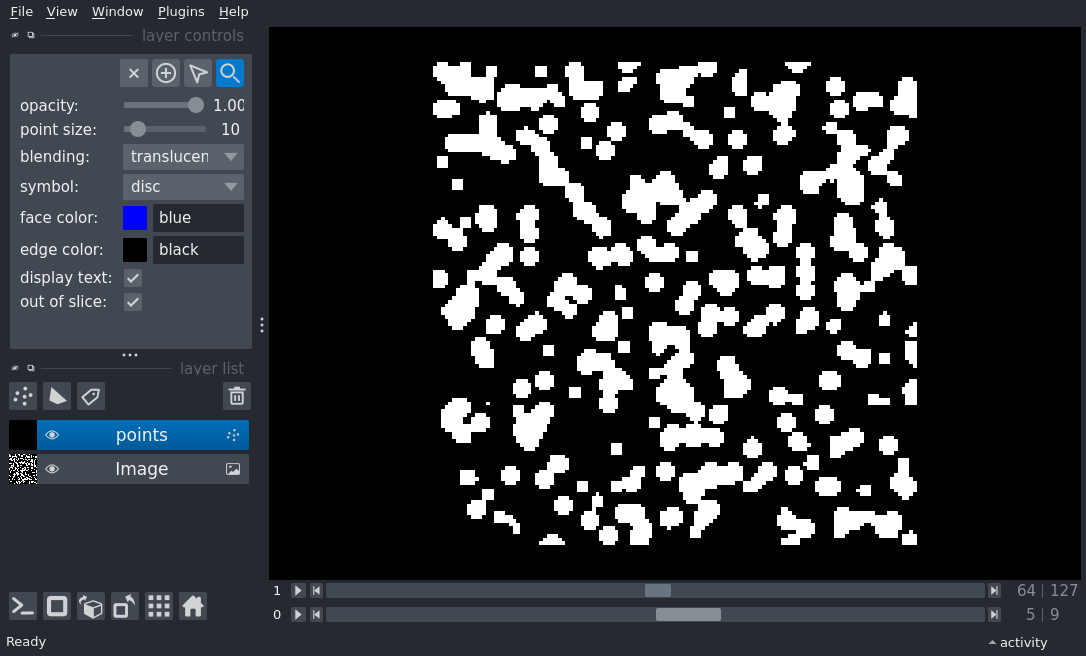 File View Window Plugins Help
layer controls
opacity: 1.00
point size: 10
blending: translucen
symbol: disc
face color: blue
edge color: black
display text:
out of slice:
layer list
points
Image
1 64 | 127
0 5 | 9
Ready activity